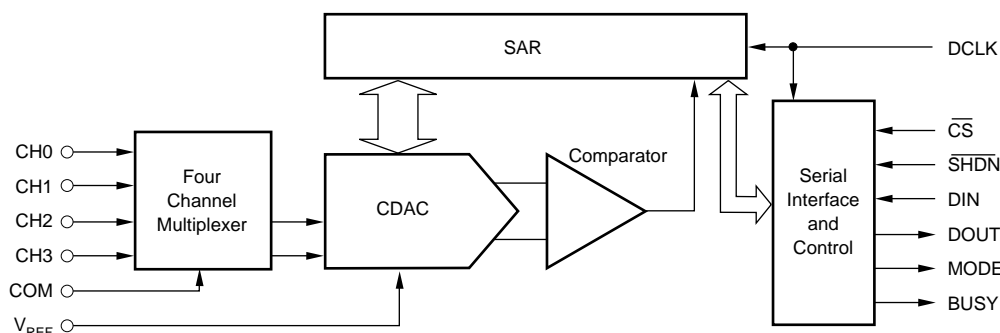 SAR
DCLK
CH0
CH1
CH2
CH3
COM
VREF
Four
Channel
Multiplexer
CDAC
Comparator
Serial
Interface
and
Control
CS
SHDN
DIN
DOUT
MODE
BUSY